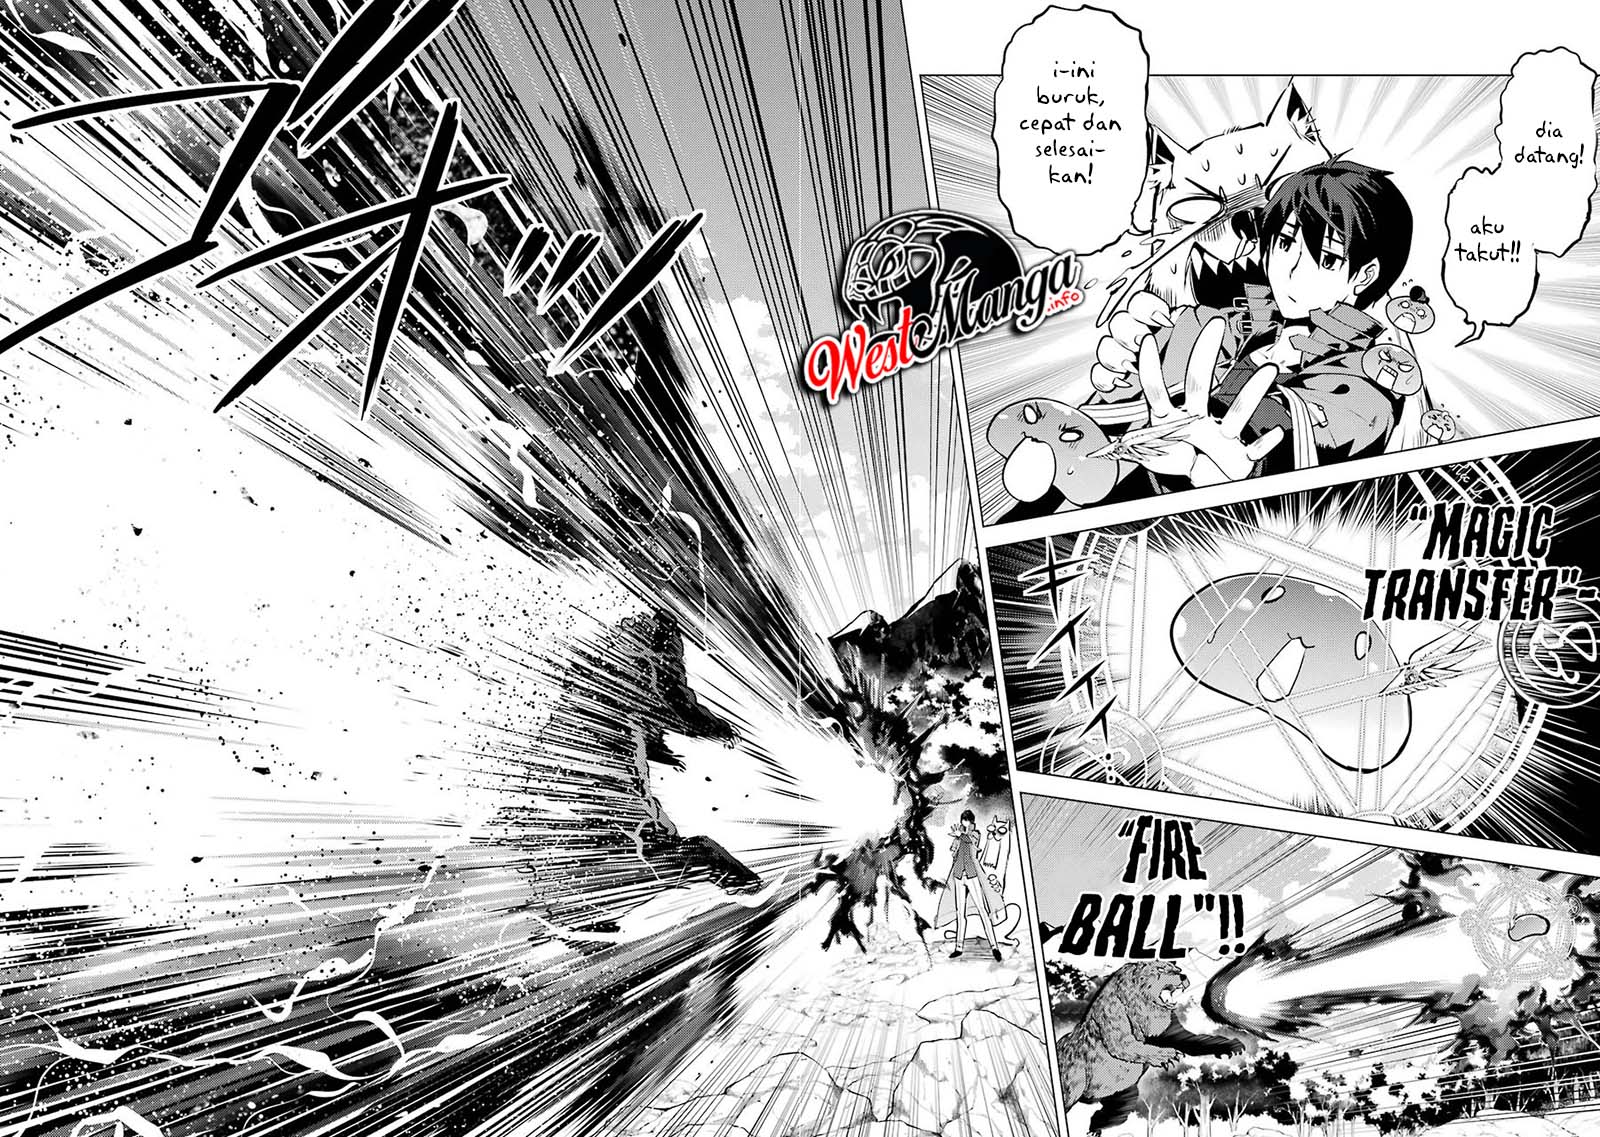 dia
datang!
aku
takut!!
i-ini
buruk,
cepat dan
selesai-
kan!
WestManga
.info
"MAGIC
TRANSFER"-
"FIRE
BALL"!!